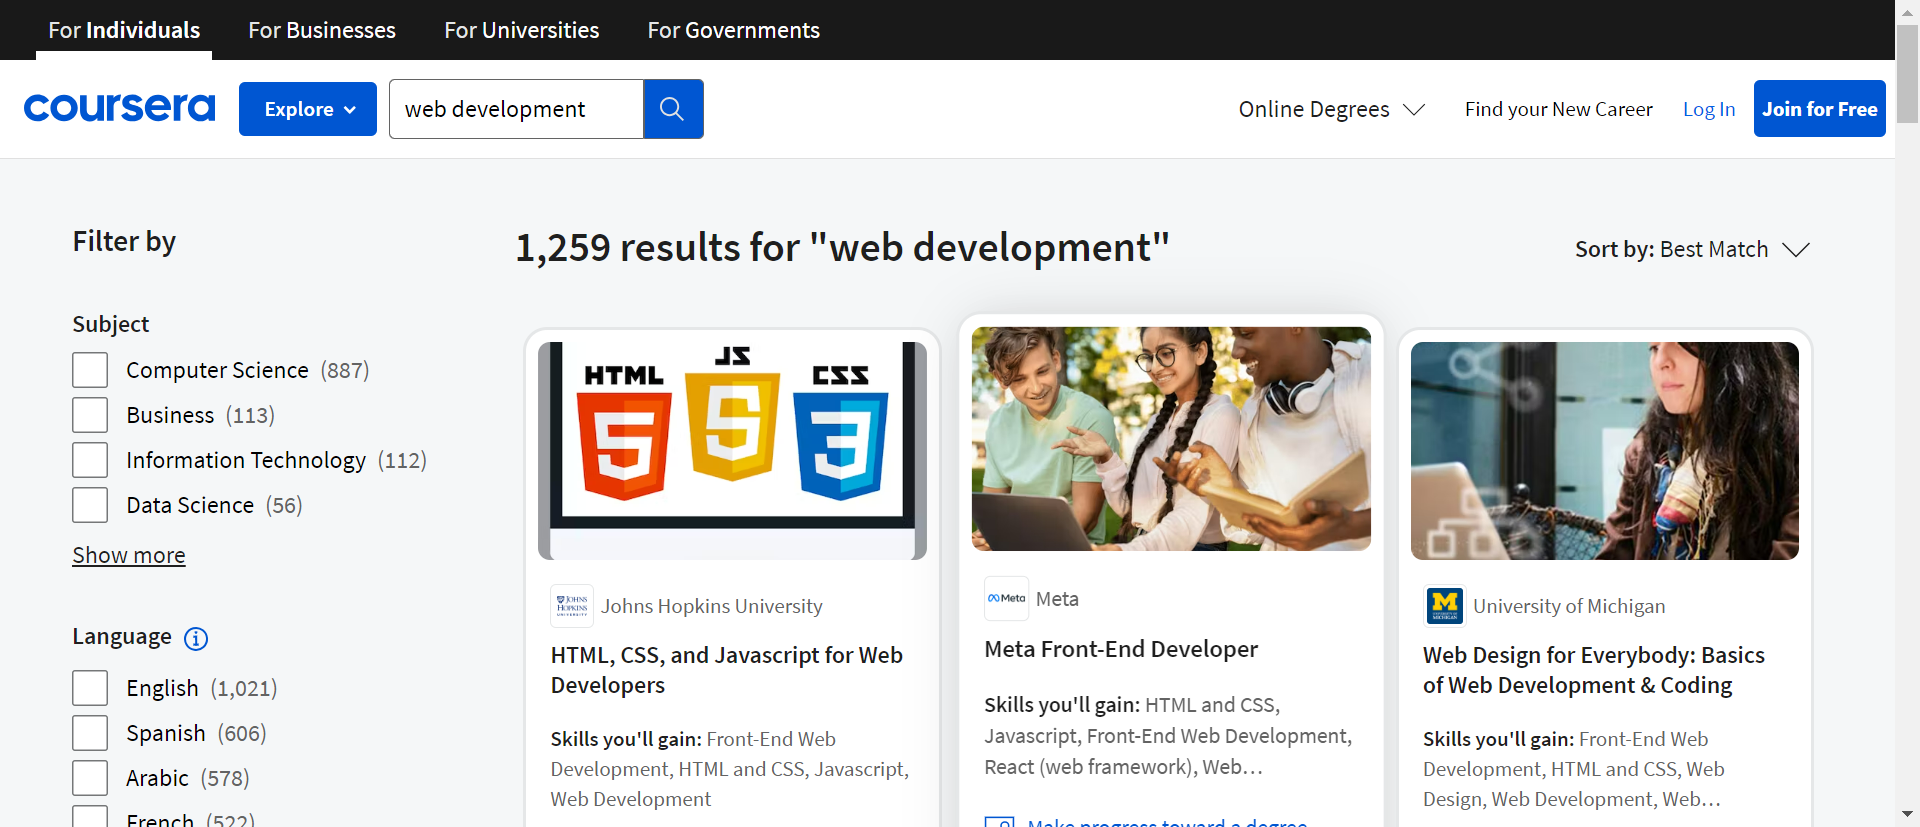 For Individuals
For Businesses
For Universities
For Governments
coursera
Explore
web development
Online Degrees
Find your New Career
Log In
Join for Free
Filter by
1,259 results for "web development"
Sort by: Best Match
Subject
Computer Science (887)
Business (113)
Information Technology (112)
Data Science (56)
Show more
Language
English (1,021)
Spanish (606)
Arabic (578)
French (522)
HTML
JS
CSS
5
5
3
JOHNS
HOPKINS
UNIVERSITY
Johns Hopkins University
HTML, CSS, and Javascript for Web
Developers
Skills you'll gain: Front-End Web
Development, HTML and CSS, Javascript,
Web Development
Meta
Meta
Meta Front-End Developer
Skills you'll gain: HTML and CSS,
Javascript, Front-End Web Development,
React (web framework), Web...
Make progress toward a degree
M
University of Michigan
Web Design for Everybody: Basics
of Web Development & Coding
Skills you'll gain: Front-End Web
Development, HTML and CSS, Web
Design, Web Development, Web...